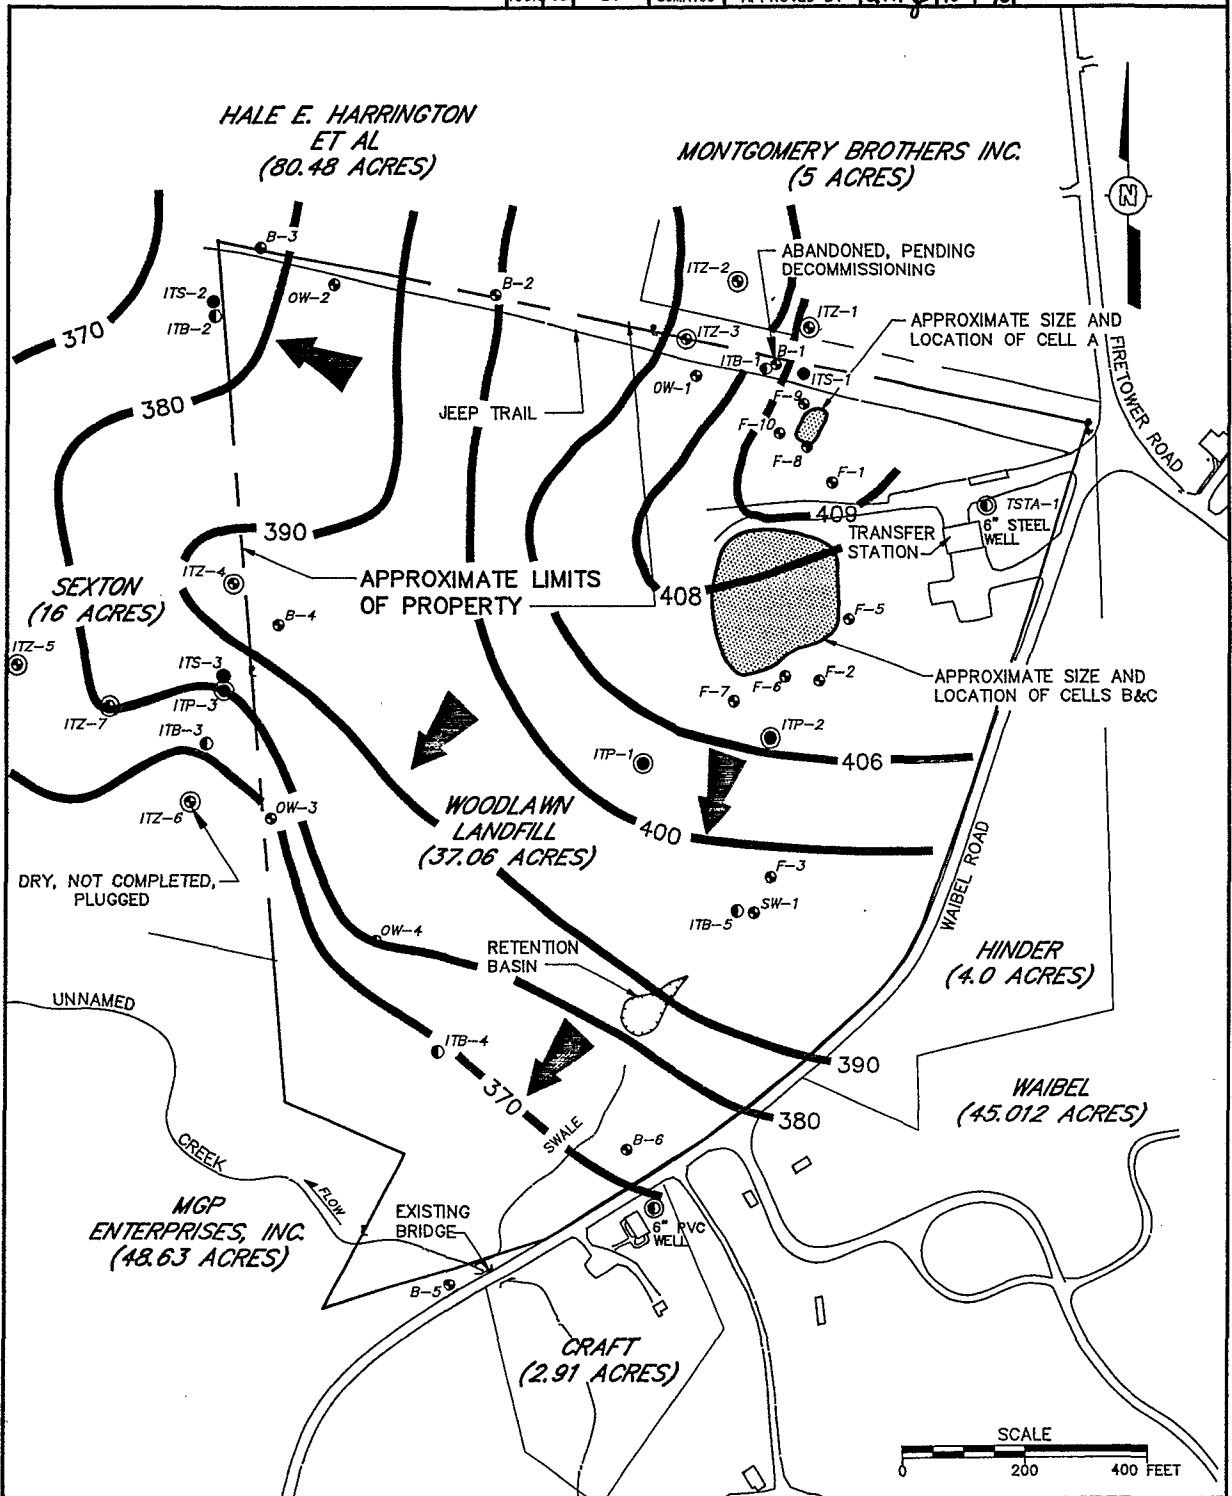 HALE E. HARRINGTON
ET AL
(80.48 ACRES)
MONTGOMERY BROTHERS INC.
(5 ACRES)
N
B-3
ABANDONED, PENDING
DECOMMISSIONING
ITZ-2
B-2
ITS-2
OW-2
ITB-2
ITZ-1
370
ITZ-3
APPROXIMATE SIZE AND
LOCATION OF CELL A
FIRETOWER ROAD
B-1
ITB-1
ITS-1
OW-1
380
JEEP TRAIL
F-9
F-10
F-8
F-1
409
TSTA-1
6" STEEL
WELL
TRANSFER
STATION
390
ITZ-4
APPROXIMATE LIMITS
OF PROPERTY
408
SEXTON
(16 ACRES)
B-4
F-5
ITZ-5
ITS-3
F-7
F-6
F-2
APPROXIMATE SIZE AND
LOCATION OF CELLS B&C
ITP-3
ITZ-7
ITB-3
ITP-2
ITP-1
406
ITZ-6
OW-3
WOODLAWN
LANDFILL
(37.06 ACRES)
400
DRY, NOT COMPLETED,
PLUGGED
F-3
WAIBEL ROAD
ITB-5
SW-1
OW-4
RETENTION
BASIN
HINDER
(4.0 ACRES)
UNNAMED
CREEK
ITB-4
390
370
WAIBEL
(45.012 ACRES)
380
SWALE
B-6
FLOW
MGP
ENTERPRISES, INC.
(48.63 ACRES)
EXISTING
BRIDGE
6" PVC
WELL
B-5
CRAFT
(2.91 ACRES)
SCALE
0 200 400 FEET